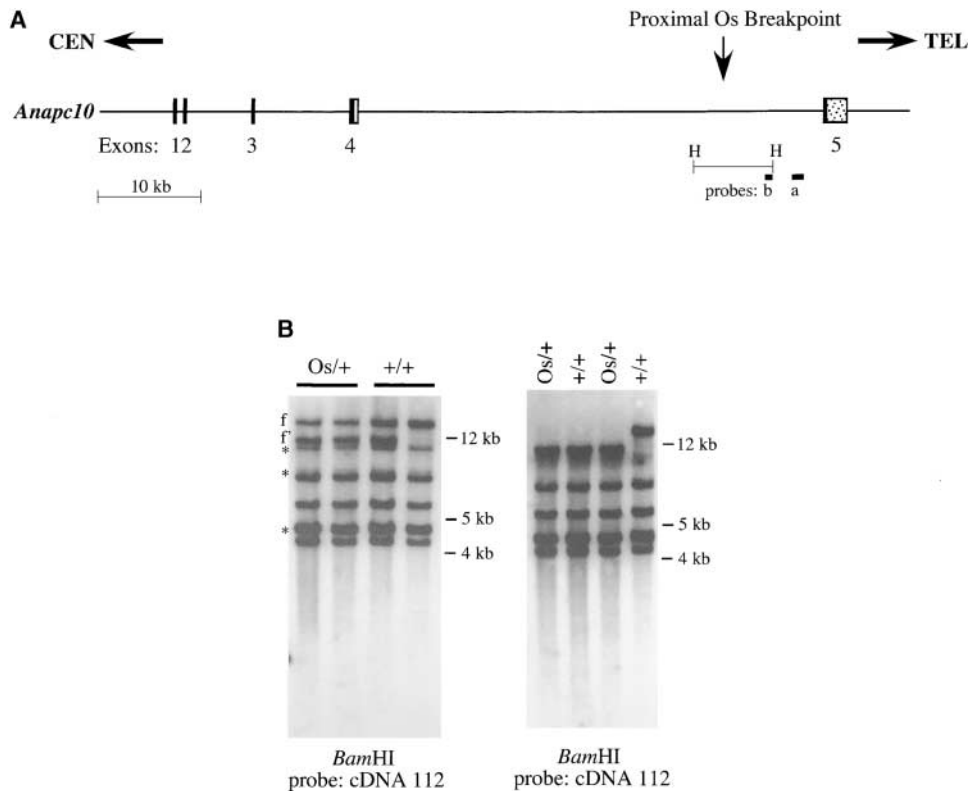 A
Proximal Os Breakpoint
CEN
TEL
Anapc10
Exons: 12 3 4 5
H H
10 kb
probes: b a
B
Os/+ +/+
Os/+ +/+ Os/+ +/+
f
f'
*
*
*
12 kb
5 kb
4 kb
12 kb
5 kb
4 kb
BamHI
probe: cDNA 112
BamHI
probe: cDNA 112